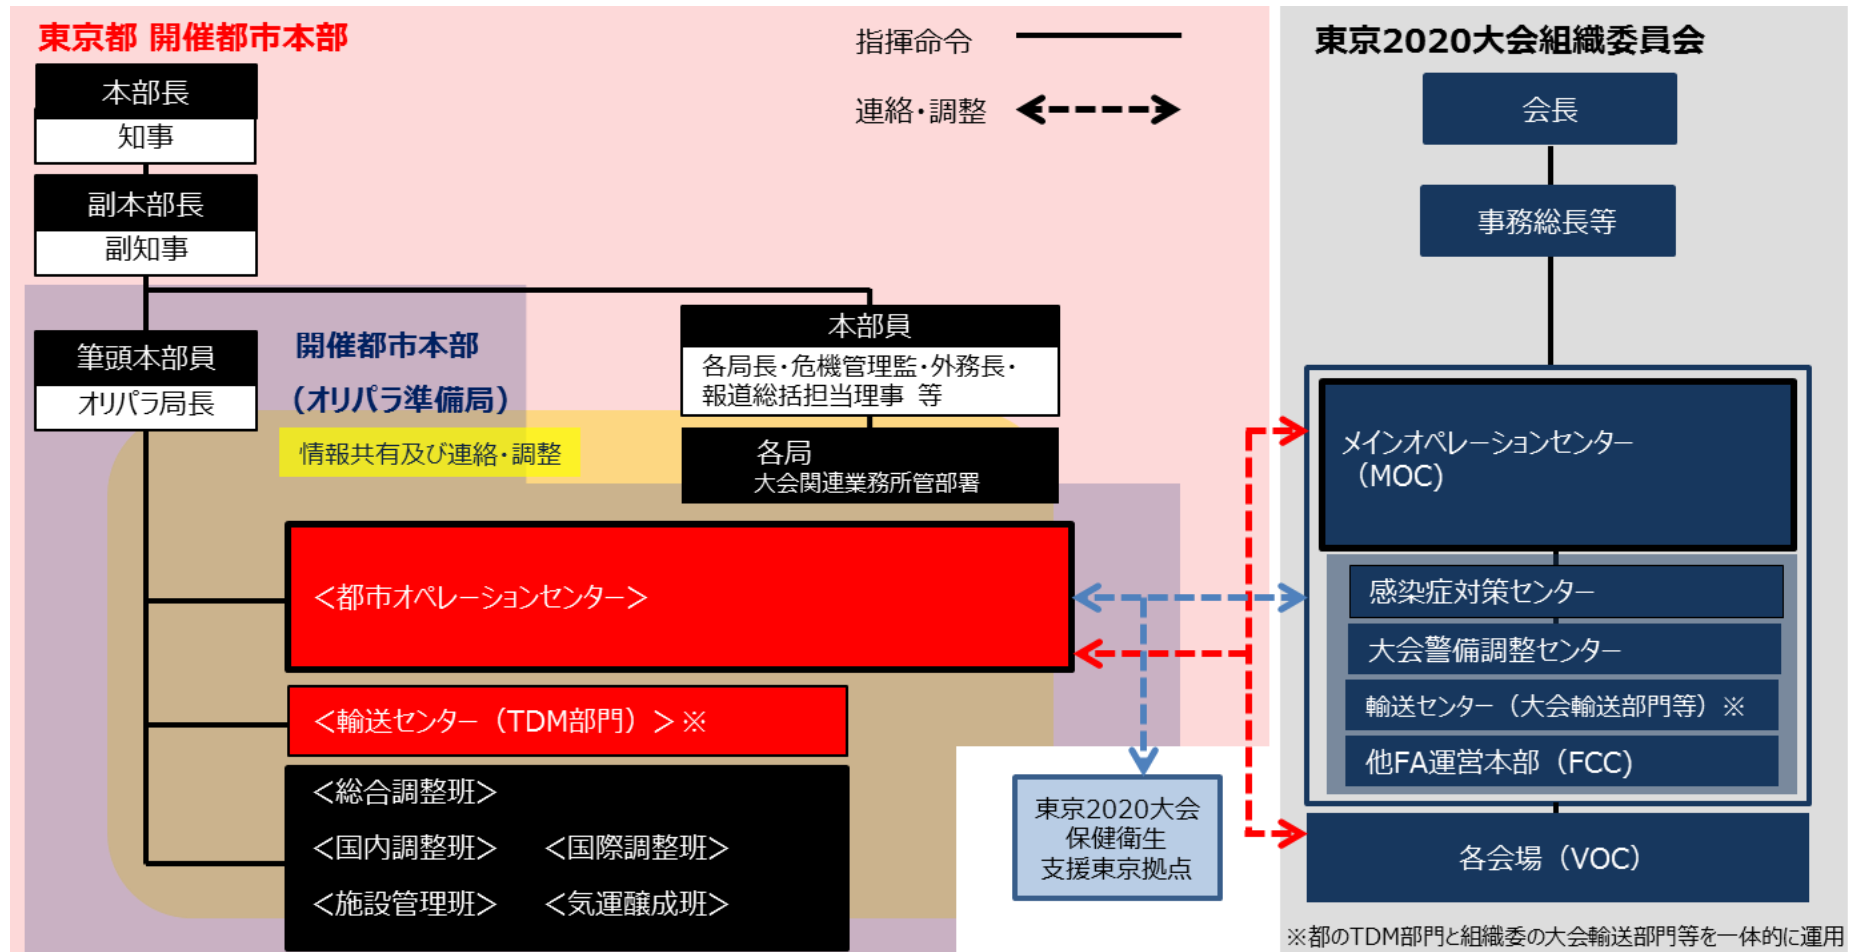 東京都 開催都市本部
指揮命令
連絡・調整
本部長
知事
副本部長
副知事
筆頭本部員
オリパラ局長
開催都市本部
(オリパラ準備局)
情報共有及び連絡・調整
本部員
各局長・危機管理監・外務長・
報道総括担当理事 等
各局
大会関連業務所管部署
＜都市オペレーションセンター＞
＜輸送センター（TDM部門）＞※
＜総合調整班＞
＜国内調整班＞ ＜国際調整班＞
＜施設管理班＞ ＜気運醸成班＞
東京2020大会
保健衛生
支援東京拠点
東京2020大会組織委員会
会長
事務総長等
メインオペレーションセンター
（MOC)
感染症対策センター
大会警備調整センター
輸送センター（大会輸送部門等）※
他FA運営本部（FCC)
各会場（VOC）
※都のTDM部門と組織委の大会輸送部門等を一体的に運用